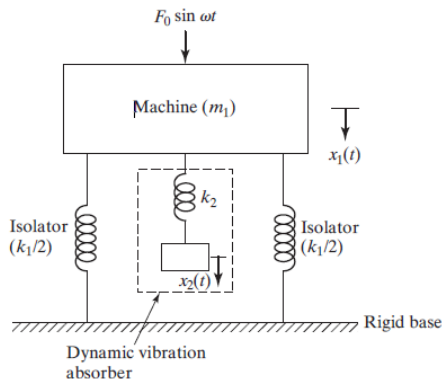 F₀ sin ωt
Machine (m₁)
x₁(t)
k₂
Isolator
(k₁/2)
Isolator
(k₁/2)
x₂(t)
Rigid base
Dynamic vibration
absorber